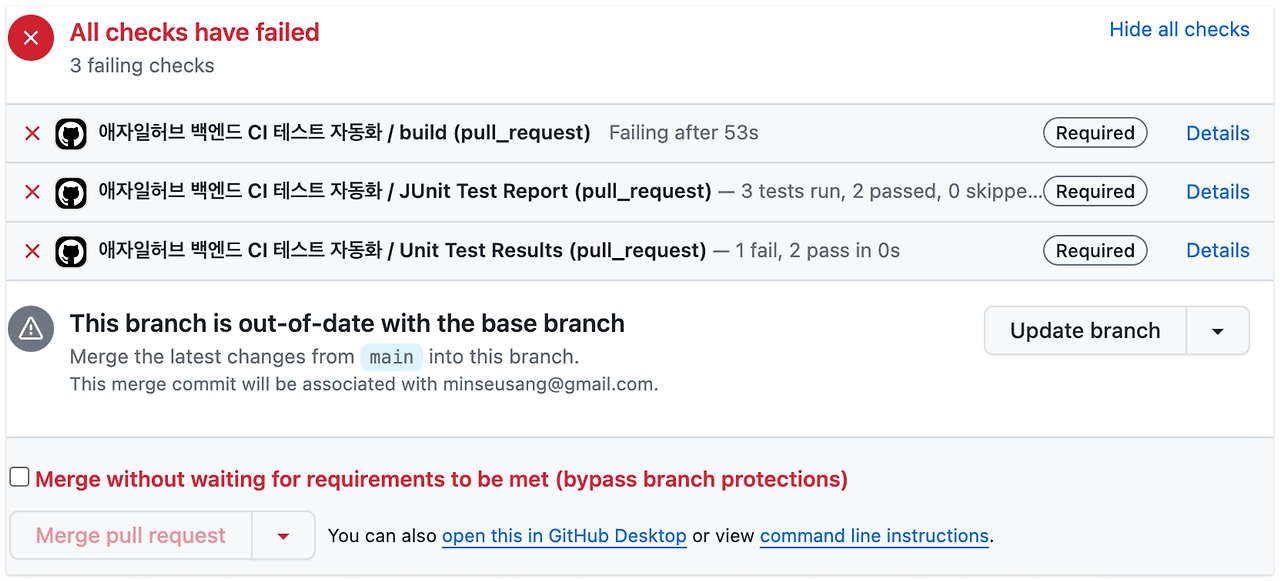 All checks have failed
Hide all checks
3 failing checks
애자일허브 백엔드 CI 테스트 자동화 / build (pull_request) Failing after 53s Required Details
애자일허브 백엔드 CI 테스트 자동화 / JUnit Test Report (pull_request) — 3 tests run, 2 passed, 0 skippe... Required Details
애자일허브 백엔드 CI 테스트 자동화 / Unit Test Results (pull_request) — 1 fail, 2 pass in 0s Required Details
This branch is out-of-date with the base branch
Update branch
Merge the latest changes from main into this branch.
This merge commit will be associated with minseusang@gmail.com.
Merge without waiting for requirements to be met (bypass branch protections)
Merge pull request You can also open this in GitHub Desktop or view command line instructions.